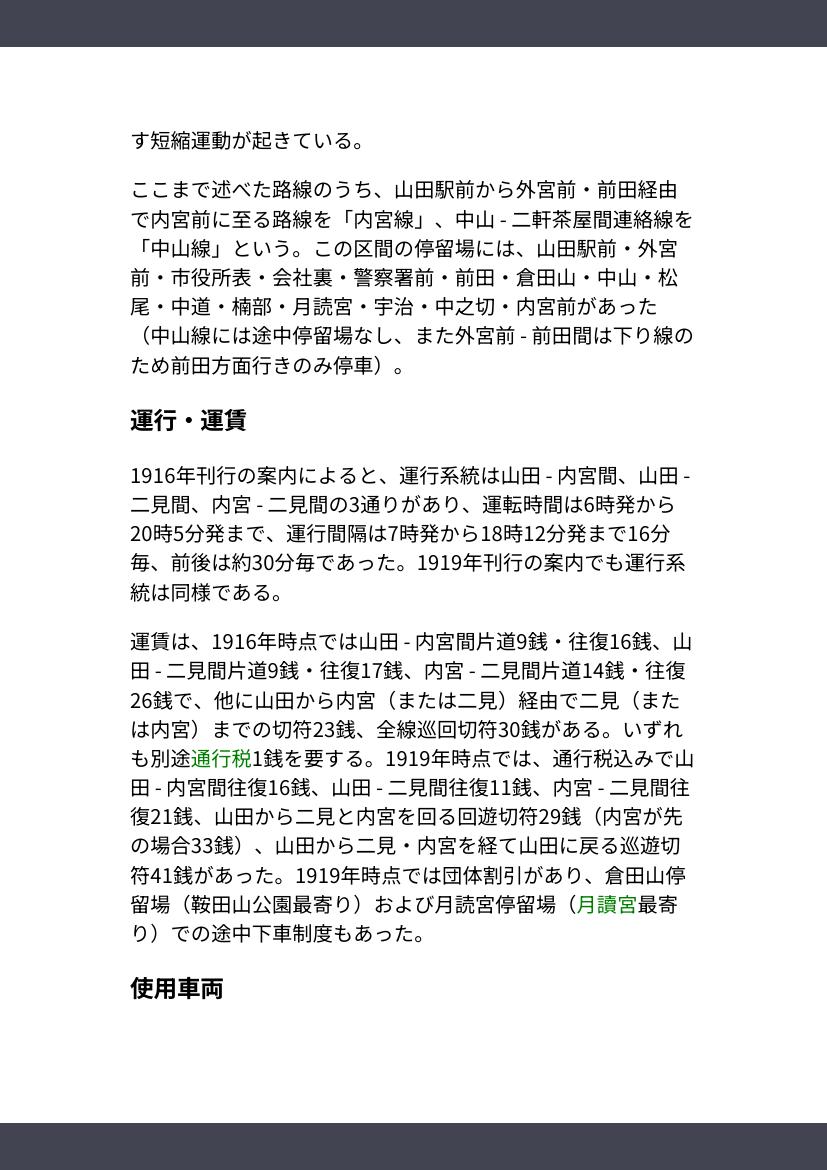 す短縮運動が起きている。
ここまで述べた路線のうち、山田駅前から外宮前・前田経由
で内宮前に至る路線を「内宮線」、中山 - 二軒茶屋間連絡線を
「中山線」という。この区間の停留場には、山田駅前・外宮
前・市役所表・会社裏・警察署前・前田・倉田山・中山・松
尾・中道・楠部・月読宮・宇治・中之切・内宮前があった
（中山線には途中停留場なし、また外宮前 - 前田間は下り線の
ため前田方面行きのみ停車）。
運行・運賃
1916年刊行の案内によると、運行系統は山田 - 内宮間、山田 -
二見間、内宮 - 二見間の3通りがあり、運転時間は6時発から
20時5分発まで、運行間隔は7時発から18時12分発まで16分
毎、前後は約30分毎であった。1919年刊行の案内でも運行系
統は同様である。
運賃は、1916年時点では山田 - 内宮間片道9銭・往復16銭、山
田 - 二見間片道9銭・往復17銭、内宮 - 二見間片道14銭・往復
26銭で、他に山田から内宮（または二見）経由で二見（また
は内宮）までの切符23銭、全線巡回切符30銭がある。いずれ
も別途通行税1銭を要する。1919年時点では、通行税込みで山
田 - 内宮間往復16銭、山田 - 二見間往復11銭、内宮 - 二見間往
復21銭、山田から二見と内宮を回る回遊切符29銭（内宮が先
の場合33銭）、山田から二見・内宮を経て山田に戻る巡遊切
符41銭があった。1919年時点では団体割引があり、倉田山停
留場（鞍田山公園最寄り）および月読宮停留場（月讀宮最寄
り）での途中下車制度もあった。
使用車両